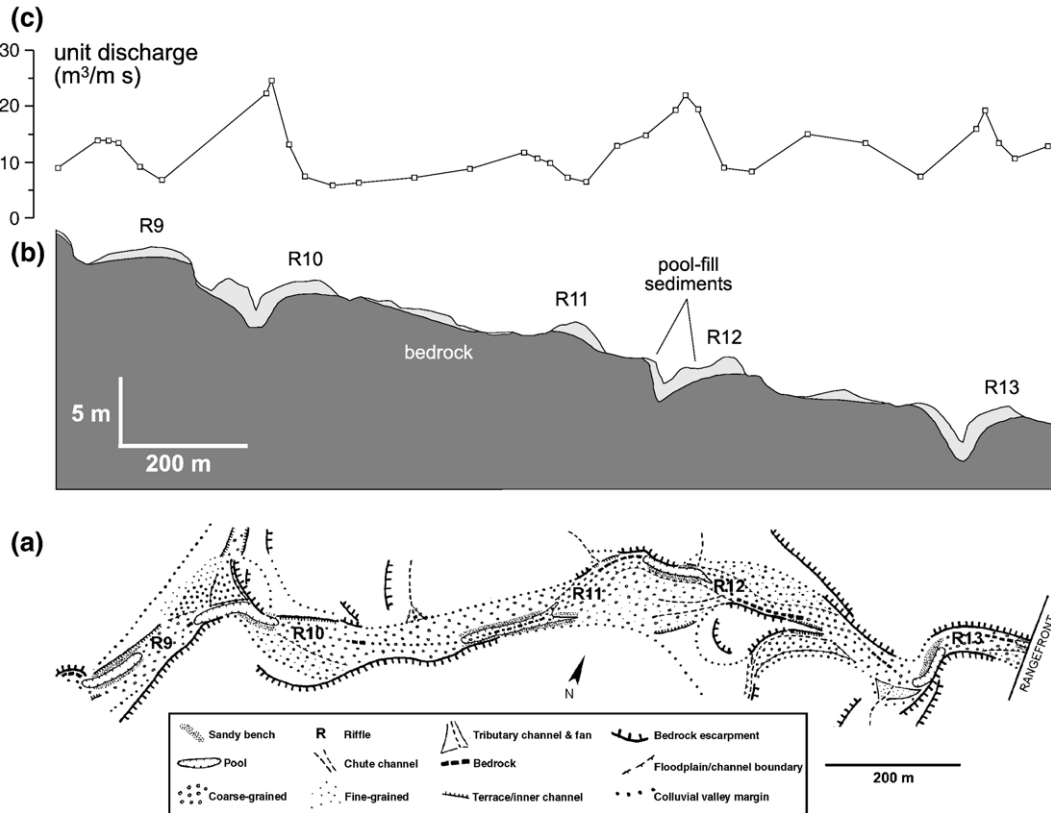 (c)
30
unit discharge
(m³/m s)
20
10
0
R9
(b)
R10
pool-fill
sediments
R11
R12
bedrock
R13
5 m
200 m
(a)
R11
R12
R9
R10
R13
N
RANGEFRONT
Sandy bench
R Riffle
Tributary channel & fan
Bedrock escarpment
Pool
Chute channel
Bedrock
Floodplain/channel boundary
Coarse-grained
Fine-grained
Terrace/inner channel
Colluvial valley margin
200 m